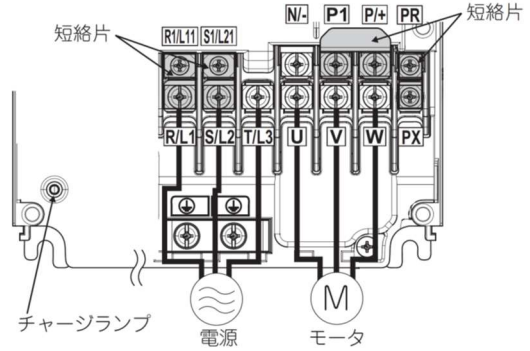 短絡片
短絡片
R1/L11 S1/L21 N/- P1 P/+ PR
R/L1 S/L2 T/L3 U V W PX
チャージランプ
電源
M
モータ